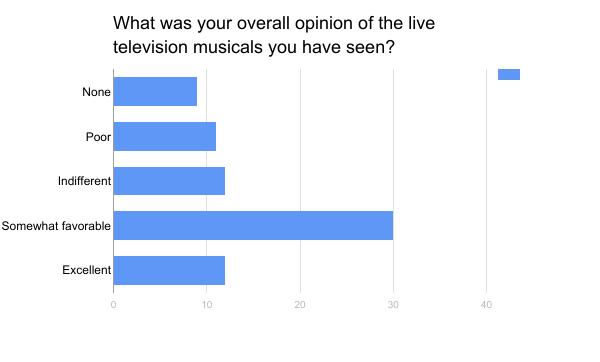 What was your overall opinion of the live
television musicals you have seen?
None
Poor
Indifferent
Somewhat favorable
Excellent
0 10 20 30 40